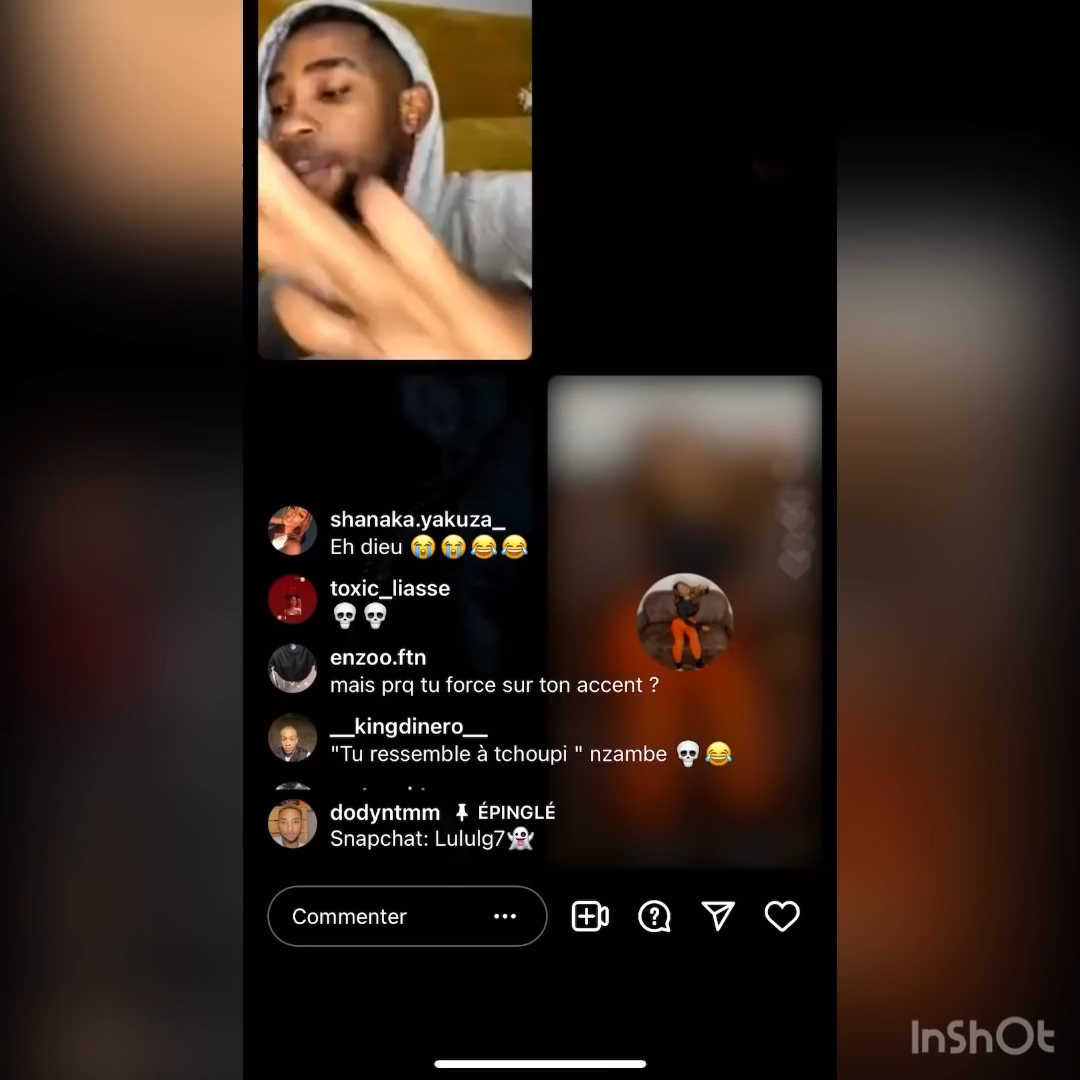 shanaka.yakuza_
Eh dieu 😭😭😂😂
toxic_liasse
💀💀
enzoo.ftn
mais prq tu force sur ton accent ?
__kingdinero__
"Tu ressemble à tchoupi " nzambe 💀😂
dodyntmm ÉPINGLÉ
Snapchat: Lululg7👻
Commenter
InShOt